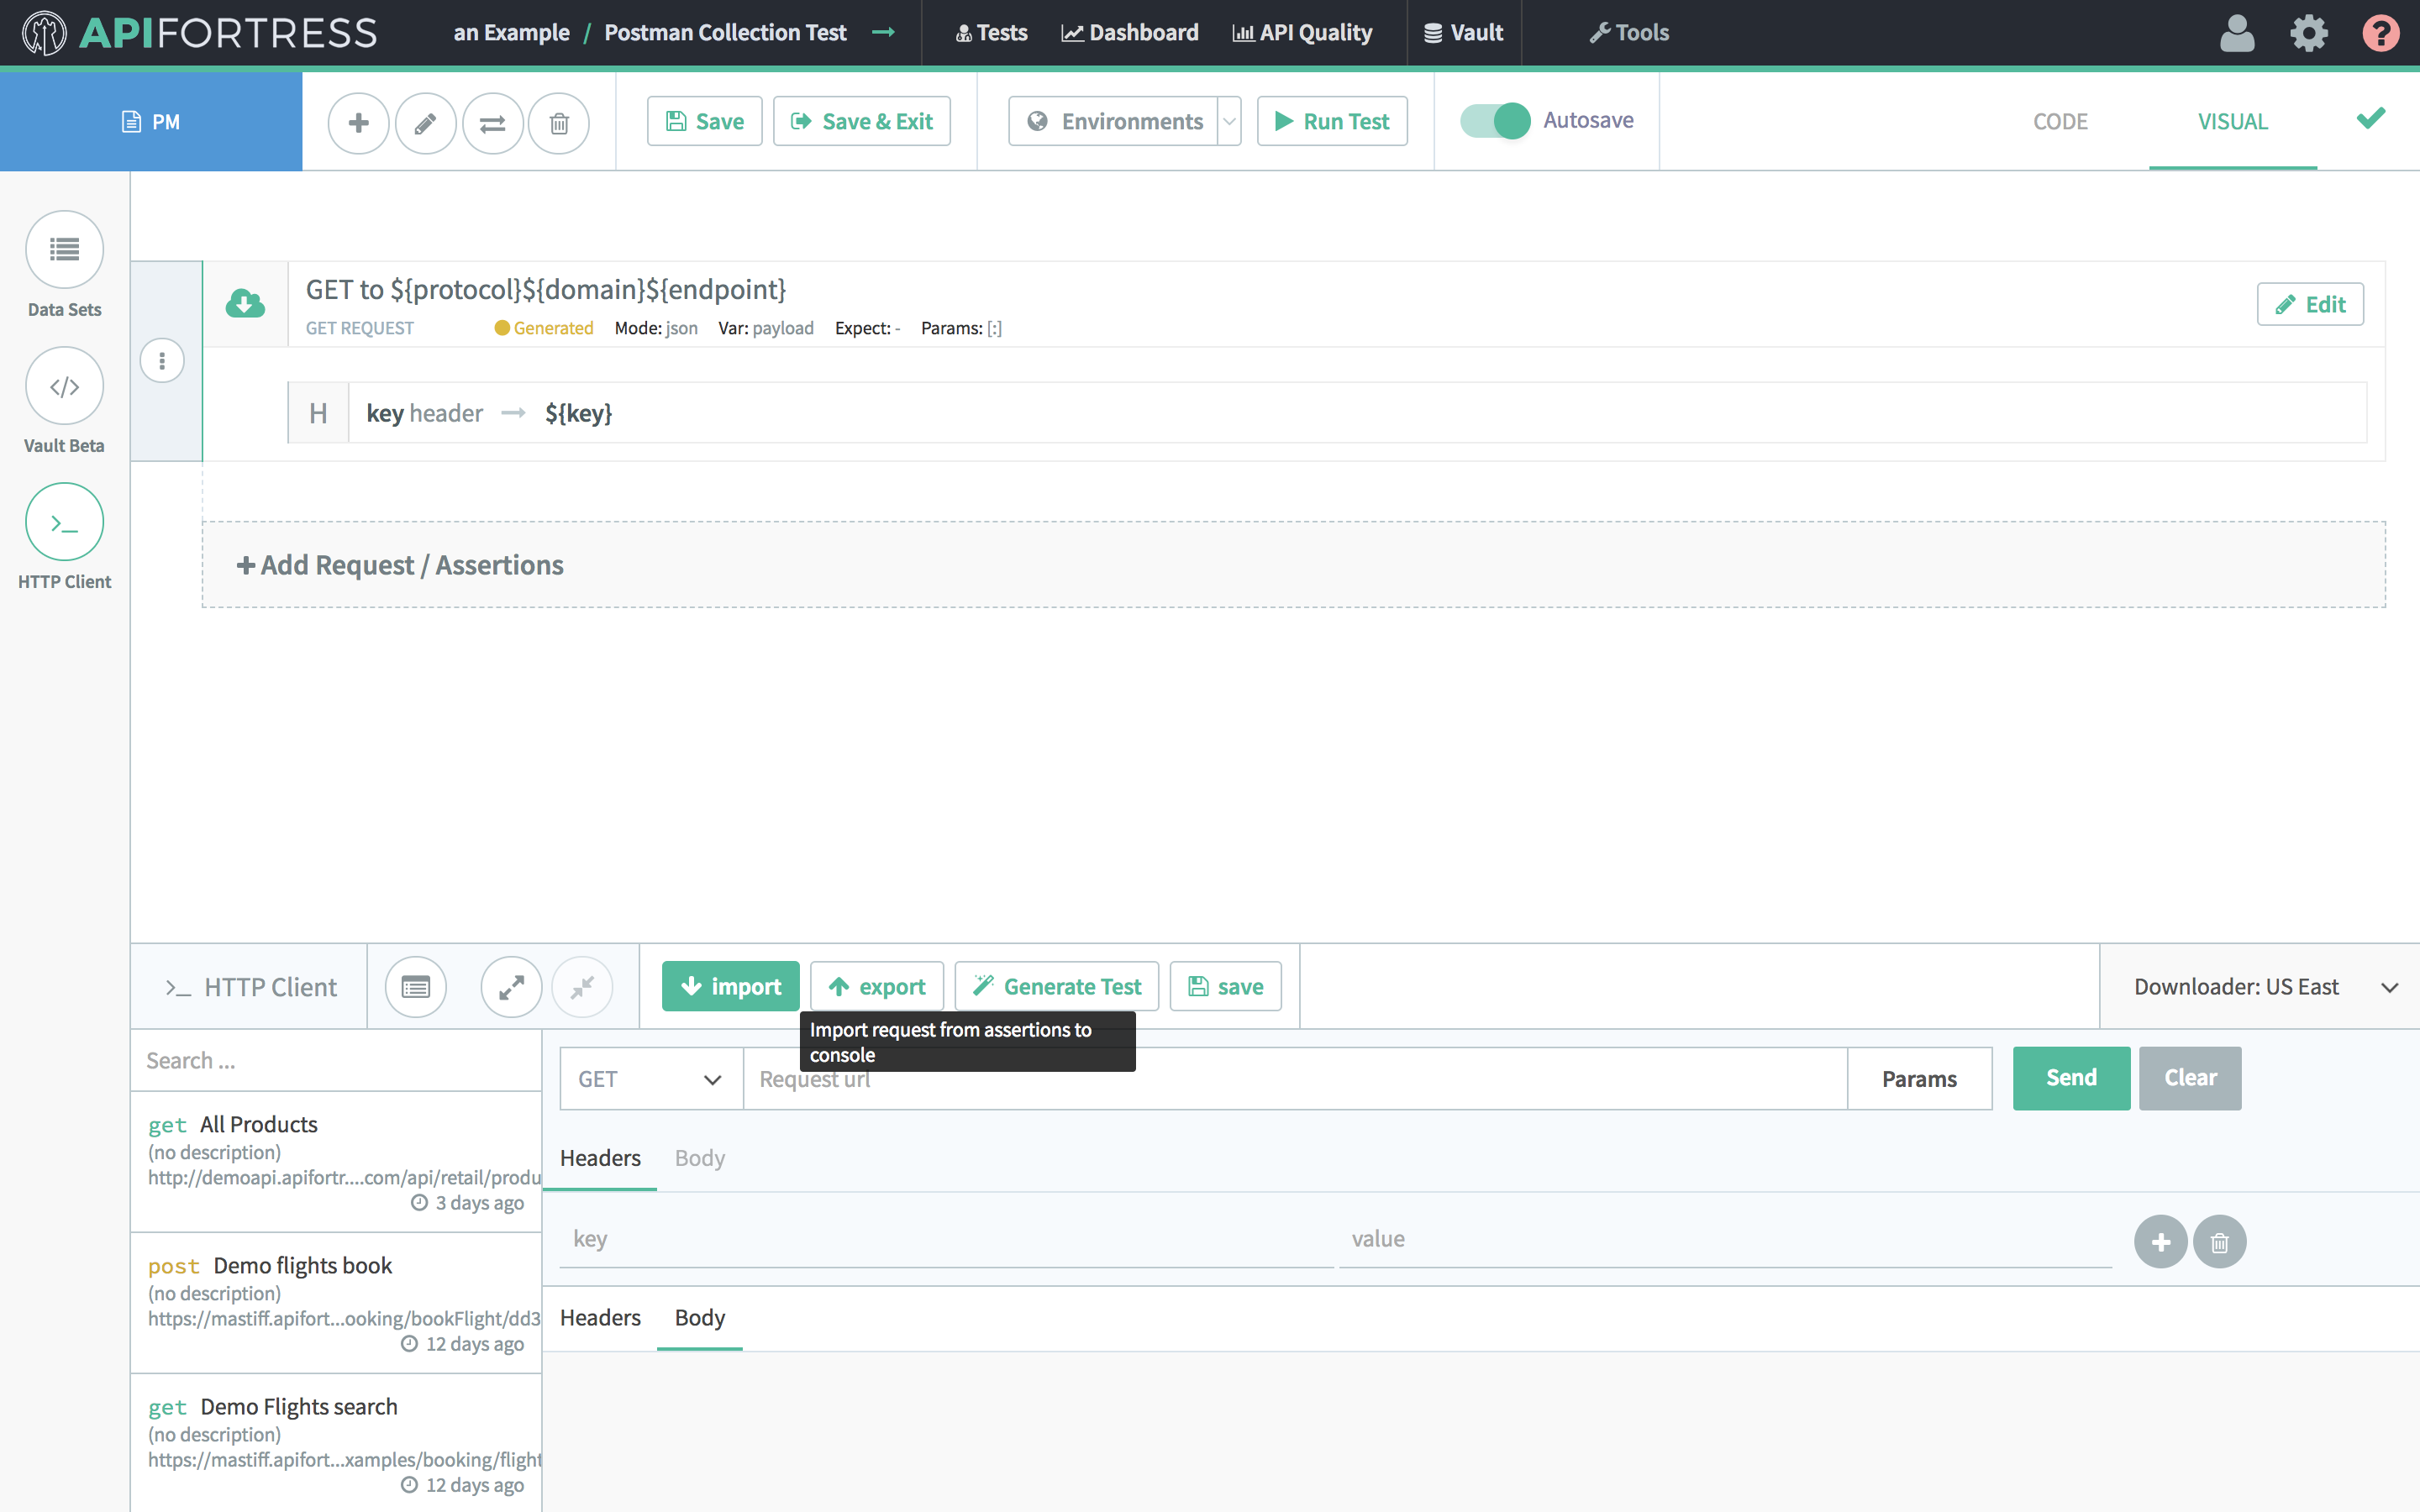 APIFORTRESS
an Example / Postman Collection Test →
Tests
Dashboard
API Quality
Vault
Tools
?
PM
Save
Save & Exit
Environments
Run Test
Autosave
CODE
VISUAL
Data Sets
</>
Vault Beta
>_
HTTP Client
GET to ${protocol}${domain}${endpoint}
GET REQUEST
Generated Mode: json Var: payload Expect: - Params: [:]
Edit
H key header → ${key}
+ Add Request / Assertions
>_ HTTP Client
import
export
Generate Test
save
Downloader: US East
Import request from assertions to
console
Search ...
GET
Request url
Params
Send
Clear
get All Products
(no description)
http://demoapi.apifortr....com/api/retail/produ
3 days ago
post Demo flights book
(no description)
https://mastiff.apifort...ooking/bookFlight/dd3
12 days ago
get Demo Flights search
(no description)
https://mastiff.apifort...xamples/booking/flight
12 days ago
Headers Body
key
value
Headers Body